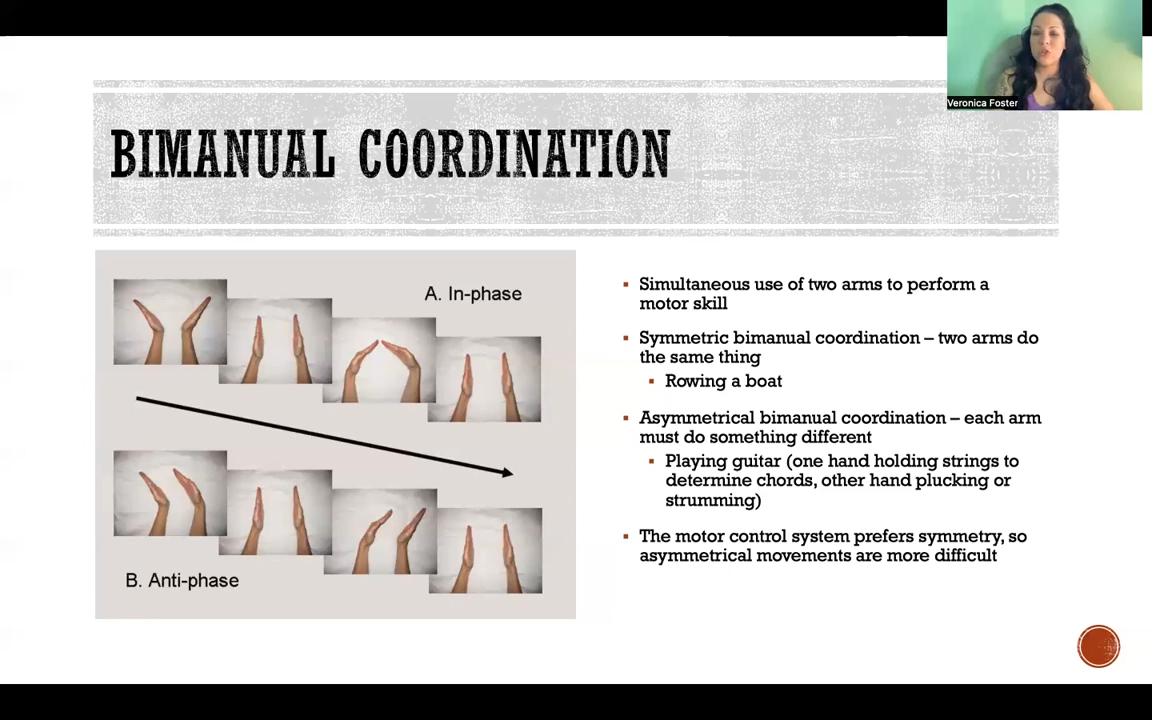 Veronica Foster
BIMANUAL COORDINATION
A. In-phase
B. Anti-phase
▪ Simultaneous use of two arms to perform a
motor skill
▪ Symmetric bimanual coordination – two arms do
the same thing
▪ Rowing a boat
▪ Asymmetrical bimanual coordination – each arm
must do something different
▪ Playing guitar (one hand holding strings to
determine chords, other hand plucking or
strumming)
▪ The motor control system prefers symmetry, so
asymmetrical movements are more difficult